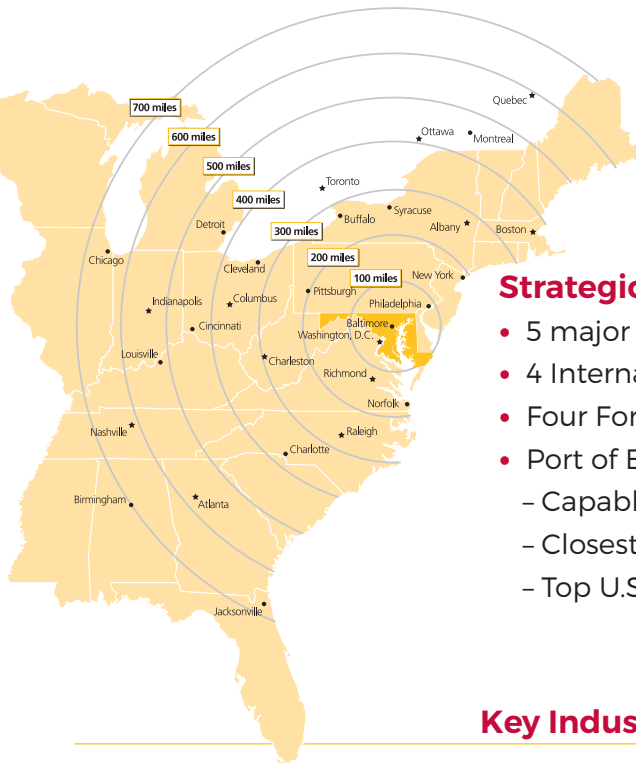 Quebec
700 miles
Ottawa
Montreal
600 miles
500 miles
Toronto
400 miles
Syracuse
Buffalo
Detroit
Albany
Boston
300 miles
Chicago
200 miles
Cleveland
100 miles
New York
Pittsburgh
Indianapolis
Columbus
Philadelphia
Cincinnati
Baltimore
Washington, D.C.
Louisville
Charleston
Richmond
Norfolk
Nashville
Raleigh
Charlotte
Birmingham
Atlanta
Jacksonville
Strategic
• 5 major
• 4 Interna
• Four For
• Port of B
– Capabl
– Closest
– Top U.S
Key Indus